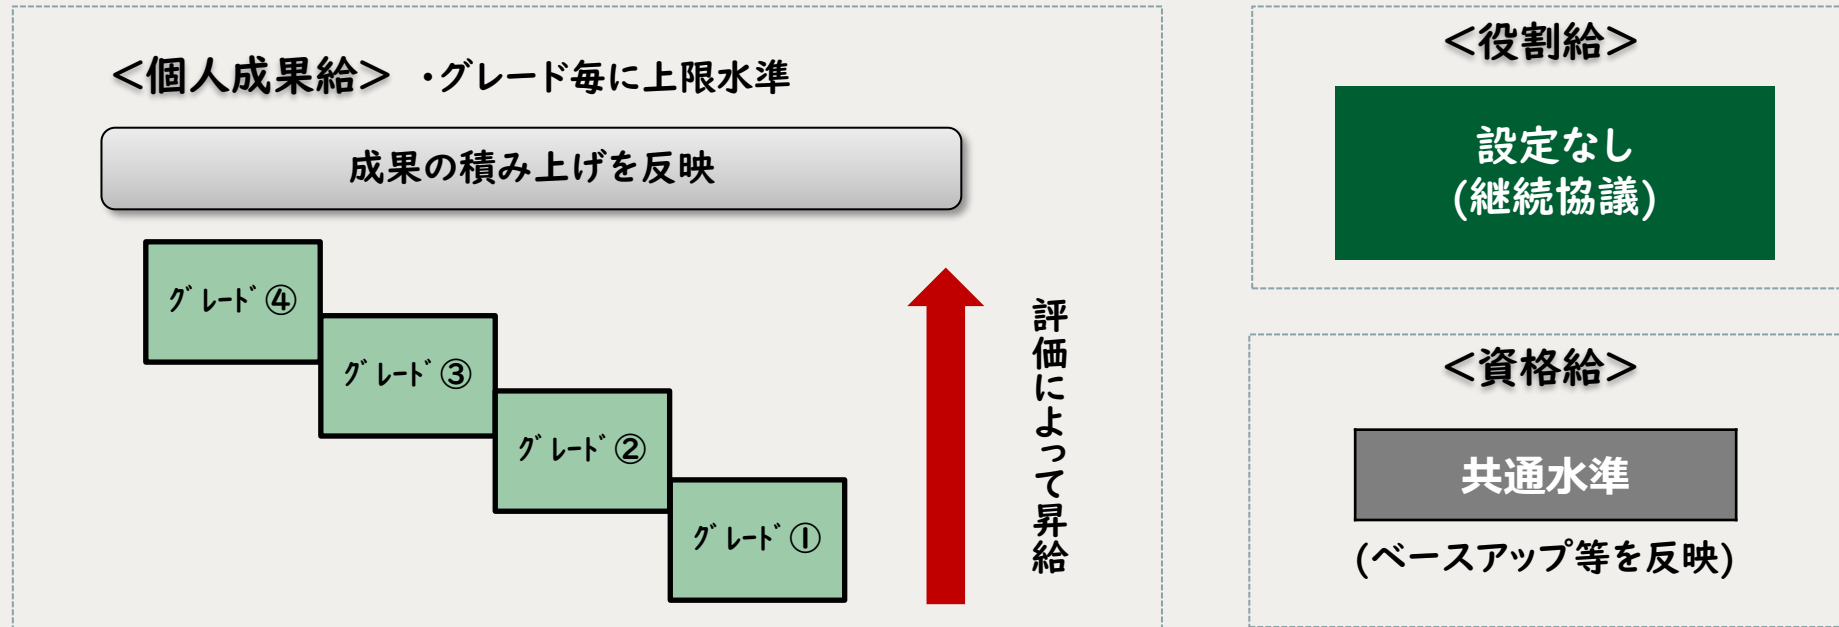 <個人成果給> ・グレード毎に上限水準
成果の積み上げを反映
ｸﾞﾚｰﾄﾞ④
ｸﾞﾚｰﾄﾞ③
ｸﾞﾚｰﾄﾞ②
ｸﾞﾚｰﾄﾞ①
評価によって昇給
<役割給>
設定なし
(継続協議)
<資格給>
共通水準
(ベースアップ等を反映)